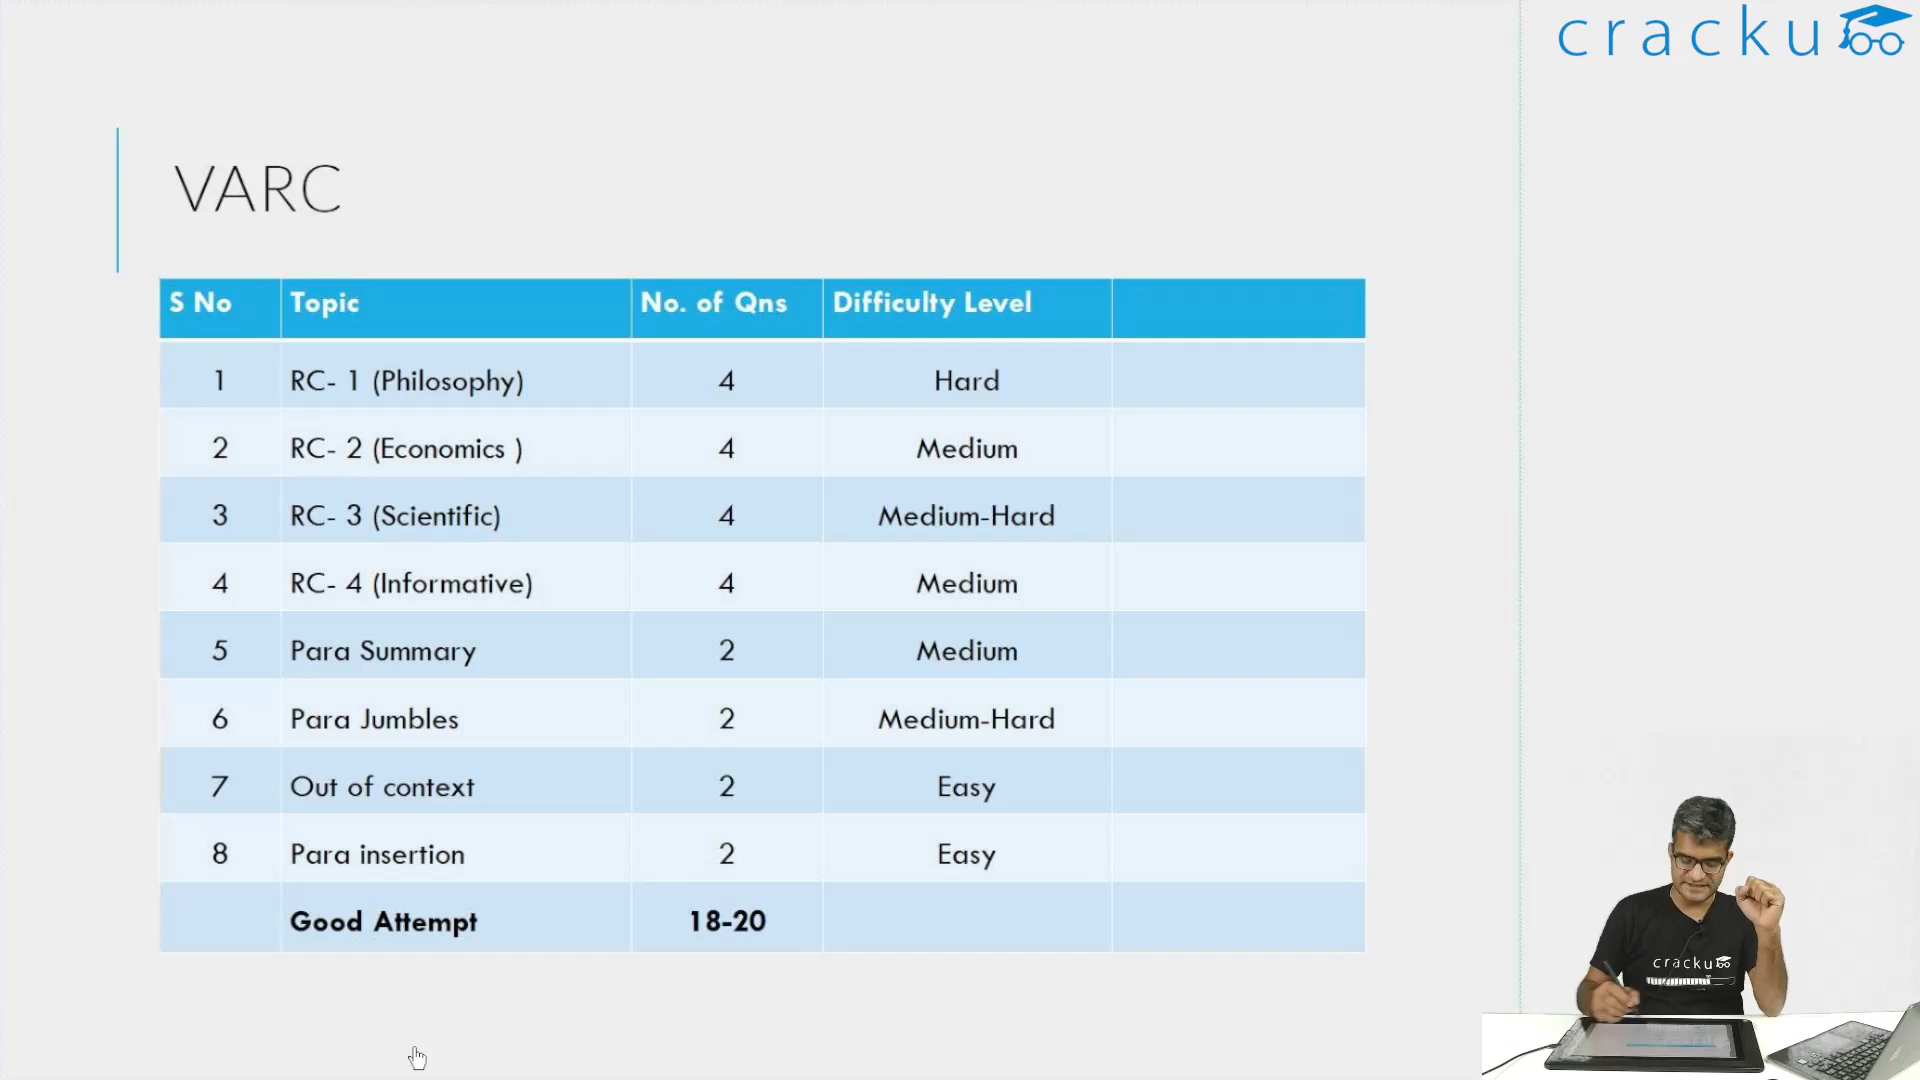 cracku
VARC
S No Topic No. of Qns Difficulty Level
1 RC- 1 (Philosophy) 4 Hard
2 RC- 2 (Economics ) 4 Medium
3 RC- 3 (Scientific) 4 Medium-Hard
4 RC- 4 (Informative) 4 Medium
5 Para Summary 2 Medium
6 Para Jumbles 2 Medium-Hard
7 Out of context 2 Easy
8 Para insertion 2 Easy
Good Attempt 18-20
cracku